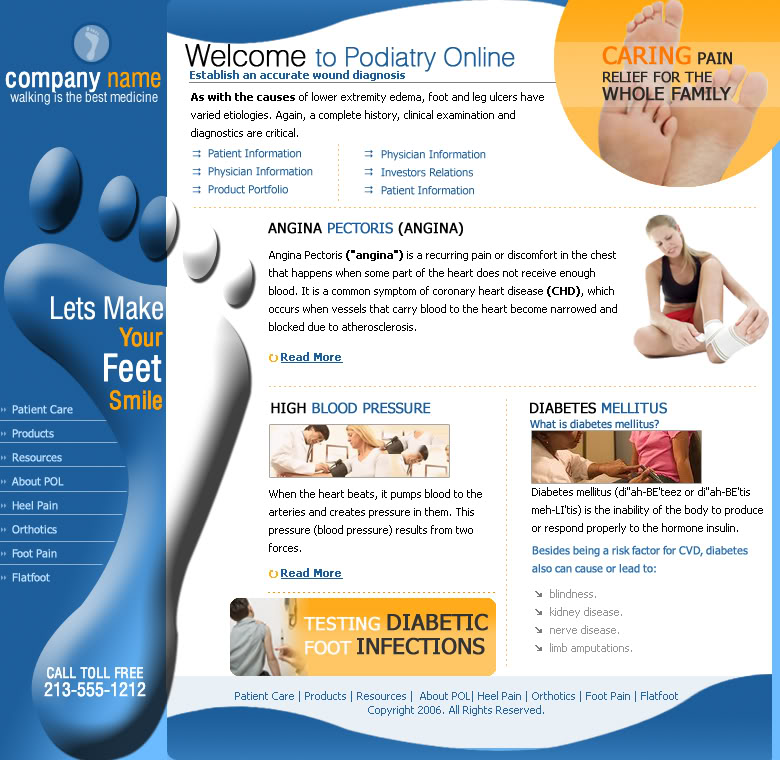 company name
walking is the best medicine
Lets Make
Your
Feet
Smile
Patient Care
Products
Resources
About POL
Heel Pain
Orthotics
Foot Pain
Flatfoot
CALL TOLL FREE
213-555-1212
Welcome to Podiatry Online
Establish an accurate wound diagnosis
As with the causes of lower extremity edema, foot and leg ulcers have
varied etiologies. Again, a complete history, clinical examination and
diagnostics are critical.
Patient Information
Physician Information
Product Portfolio
Physician Information
Investors Relations
Patient Information
CARING PAIN
RELIEF FOR THE
WHOLE FAMILY
ANGINA PECTORIS (ANGINA)
Angina Pectoris ("angina") is a recurring pain or discomfort in the chest
that happens when some part of the heart does not receive enough
blood. It is a common symptom of coronary heart disease (CHD), which
occurs when vessels that carry blood to the heart become narrowed and
blocked due to atherosclerosis.
Read More
HIGH BLOOD PRESSURE
When the heart beats, it pumps blood to the
arteries and creates pressure in them. This
pressure (blood pressure) results from two
forces.
Read More
TESTING DIABETIC
FOOT INFECTIONS
DIABETES MELLITUS
What is diabetes mellitus?
Diabetes mellitus (di"ah-BE'teez or di"ah-BE'tis
meh-LI'tis) is the inability of the body to produce
or respond properly to the hormone insulin.
Besides being a risk factor for CVD, diabetes
also can cause or lead to:
blindness.
kidney disease.
nerve disease.
limb amputations.
Patient Care | Products | Resources | About POL| Heel Pain | Orthotics | Foot Pain | Flatfoot
Copyright 2006. All Rights Reserved.